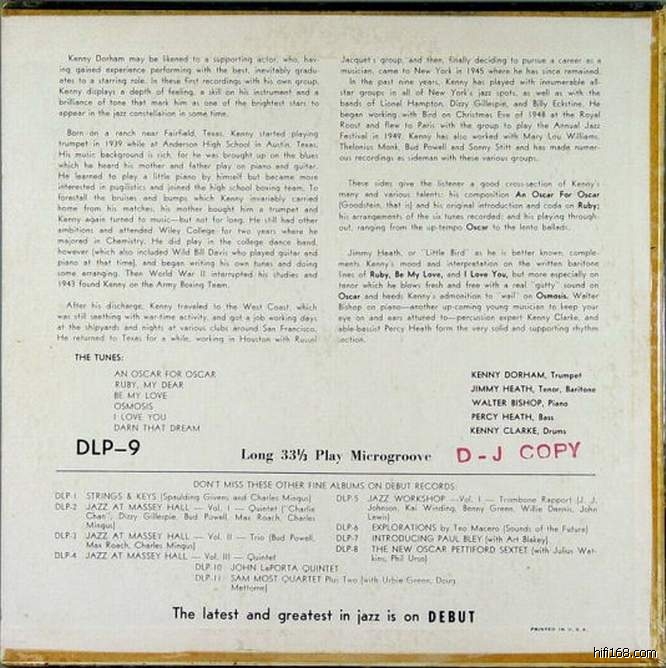 Kenny Dorham may be likened to a supporting actor, who, hav-
ing gained experience performing with the best, inevitably gradu-
ates to a starring role. In these first recordings with his own group,
Kenny displays a depth of feeling, a skill on his instrument and a
brilliance of tone that mark him as one of the brightest stars to
appear in the jazz constellation in some time.
Born on a ranch near Fairfield, Texas, Kenny started playing
trumpet in 1939 while at Anderson High School in Austin, Texas.
His music background is rich, for he was brought up on the blues
which he heard his mother and father play on piano and guitar.
He learned to play a little piano by himself but became more
interested in pugilistics and joined the high school boxing team. To
forestall the bruises and bumps which Kenny invariably carried
home from his matches, his mother bought him a trumpet and
Kenny again turned to music—but not for long. He still had other
ambitions and attended Wiley College for two years where he
majored in Chemistry. He did play in the college dance band,
however (which also included Wild Bill Davis who played guitar and
piano at that time), and began writing his own tunes and doing
some arranging. Then World War II interrupted his studies and
1943 found Kenny on the Army Boxing Team.
After his discharge, Kenny traveled to the West Coast, which
was still seething with war-time activity, and got a job working days
at the shipyards and nights at various clubs around San Francisco.
He returned to Texas for a while, working in Houston with Russel
Jacquet's group, and then, finally deciding to pursue a career as a
musician, came to New York in 1945 where he has since remained.
In the past nine years, Kenny has played with innumerable all-
star groups in all of New York's jazz spots, as well as with the
bands of Lionel Hampton, Dizzy Gillespie, and Billy Eckstine. He
began working with Bird on Christmas Eve of 1948 at the Royal
Roost and flew to Paris with the group to play the Annual Jazz
Festival in 1949. Kenny has also worked with Mary Lou Williams,
Thelonius Monk, Bud Powell and Sonny Stitt and has made numer-
ous recordings as sideman with these various groups.
These sides give the listener a good cross-section of Kenny's
many and various talents: his composition An Oscar For Oscar
(Goodstein, that is) and his original introduction and coda on Ruby;
his arrangements of the six tunes recorded; and his playing through-
out, ranging from the up-tempo Oscar to the lento ballads.
Jimmy Heath, or "Little Bird" as he is better known, comple-
ments Kenny's mood and interpretation on the written baritone
lines of Ruby, Be My Love, and I Love You, but more especially on
tenor which he blows fresh and free with a real "gutty" sound on
Oscar and heeds Kenny's admonition to "wail" on Osmosis. Walter
Bishop on piano—another up-coming young musician to keep your
eye on and ears attuned to—percussion expert Kenny Clarke, and
able-bassist Percy Heath form the very solid and supporting rhythm
section.
THE TUNES:
AN OSCAR FOR OSCAR
RUBY, MY DEAR
BE MY LOVE
OSMOSIS
I LOVE YOU
DARN THAT DREAM
KENNY DORHAM, Trumpet
JIMMY HEATH, Tenor, Baritone
WALTER BISHOP, Piano
PERCY HEATH, Bass
KENNY CLARKE, Drums
DLP-9
Long 33⅓ Play Microgroove
D-J COPY
DON'T MISS THESE OTHER FINE ALBUMS ON DEBUT RECORDS:
DLP-1 STRINGS & KEYS (Spaulding Givens and Charles Mingus)
DLP-2 JAZZ AT MASSEY HALL — Vol. I — Quintet ("Charlie
Chan", Dizzy Gillespie, Bud Powell, Max Roach, Charles
Mingus)
DLP-3 JAZZ AT MASSEY HALL — Vol. II — Trio (Bud Powell,
Max Roach, Charles Mingus)
DLP-4 JAZZ AT MASSEY HALL — Vol. III — Quintet
DLP-5 JAZZ WORKSHOP — Vol. I — Trombone Rapport (J. J.
Johnson, Kai Winding, Benny Green, Willie Dennis, John
Lewis)
DLP-6 EXPLORATIONS by Teo Macero (Sounds of the Future)
DLP-7 INTRODUCING PAUL BLEY (with Art Blakey)
DLP-8 THE NEW OSCAR PETTIFORD SEXTET (with Julius Wat-
kins, Phil Urso)
DLP-10 JOHN LaPORTA QUINTET
DLP-11 SAM MOST QUARTET Plus Two (with Urbie Green, Doug
Mettome)
The latest and greatest in jazz is on DEBUT
PRINTED IN U.S.A.
hifi168.com